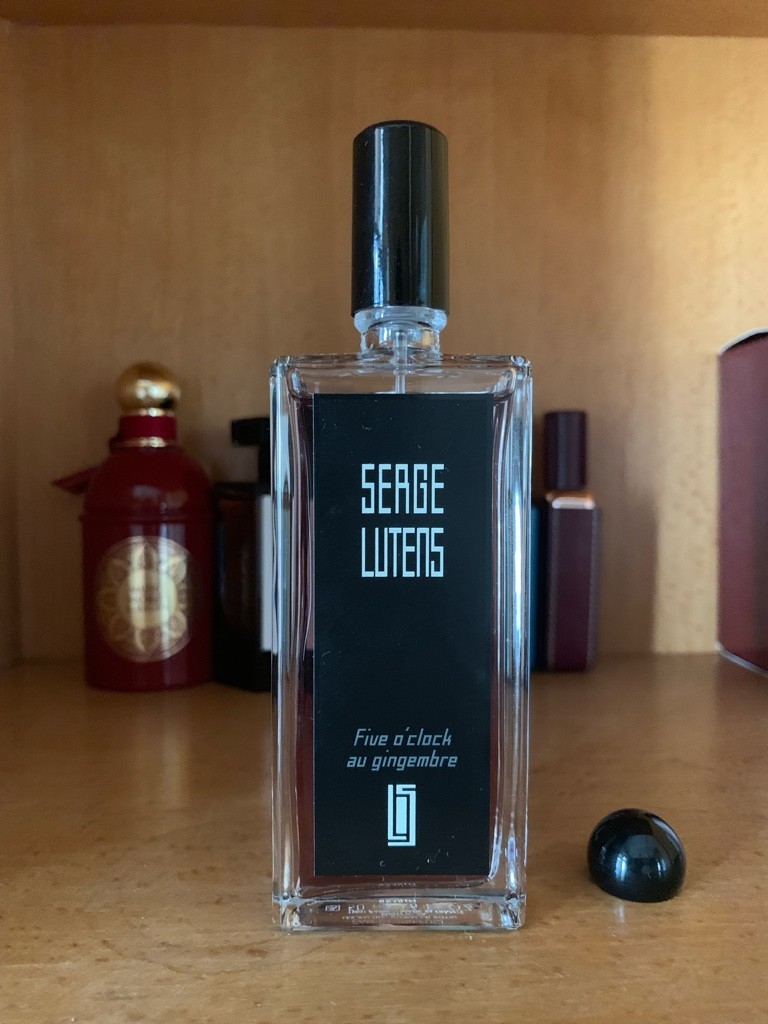 SERGE
LUTENS
Five o'clock
au gingembre